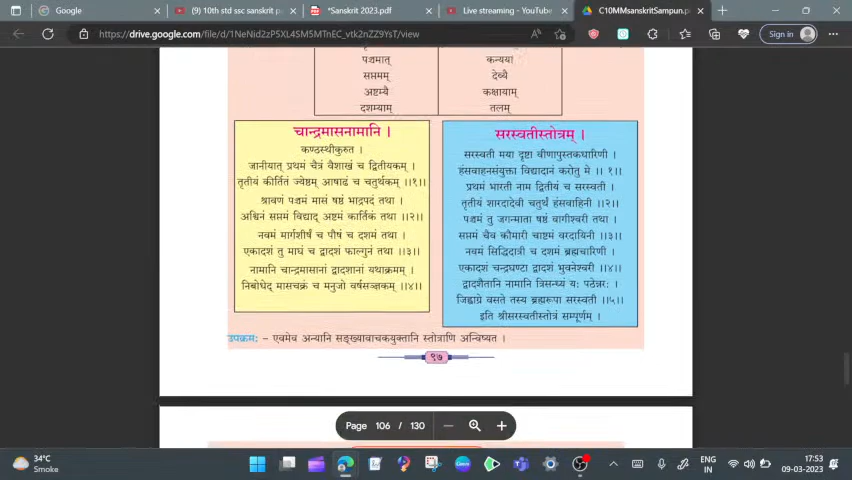 Google
(9) 10th std ssc sanskrit p
*Sanskrit 2023.pdf
Live streaming - YouTube
C10MMsanskritSampun.p
https://drive.google.com/file/d/1NeNid2zP5XL4SM5MTnEC_vtk2nZZ9YsT/view
Sign in
पञ्चमात्
कन्यया
सप्तमम्
देव्यै
अष्टम्यै
कक्षायाम्
दशम्याम्
तलम्
चान्द्रमासनामानि ।
कण्ठस्थीकुरुत ।
जानीयात् प्रथमं चैत्रं वैशाखं च द्वितीयकम् ।
तृतीयं कीर्तितं ज्येष्ठम् आषाढं च चतुर्थकम् ।।१।।
श्रावणं पञ्चमं मासं षष्ठं भाद्रपदं तथा ।
अश्विनं सप्तमं विद्याद् अष्टमं कार्तिकं तथा ।।२।।
नवमं मार्गशीर्षं च पौषं च दशमं तथा ।
एकादशं तु माघं च द्वादशं फाल्गुनं तथा ।।३।।
नामानि चान्द्रमासानां द्वादशानां यथाक्रमम् ।
निबोधेद् मासचक्रं च मनुजो वर्षसञ्ज्ञकम् ।।४।।
सरस्वतीस्तोत्रम् ।
सरस्वती मया दृष्टा वीणापुस्तकधारिणी ।
हंसवाहनसंयुक्ता विद्यादानं करोतु मे ।। १।।
प्रथमं भारती नाम द्वितीयं च सरस्वती ।
तृतीयं शारदादेवी चतुर्थं हंसवाहिनी ।।२।।
पञ्चमं तु जगन्माता षष्ठं वागीश्वरी तथा ।
सप्तमं चैव कौमारी चाष्टमं वरदायिनी ।।३।।
नवमं सिद्धिदात्री च दशमं ब्रह्मचारिणी ।
एकादशं चन्द्रघण्टा द्वादशं भुवनेश्वरी ।।४।।
द्वादशैतानि नामानि त्रिसन्ध्यं यः पठेन्नरः ।
जिह्वाग्रे वसते तस्य ब्रह्मरूपा सरस्वती ।।५।।
इति श्रीसरस्वतीस्तोत्रं सम्पूर्णम् ।
उपक्रमः - एवमेव अन्यानि सङ्ख्यावाचकयुक्तानि स्तोत्राणि अन्विष्यत ।
९७
Page 106 / 130
34°C
Smoke
ENG
IN
17:53
09-03-2023